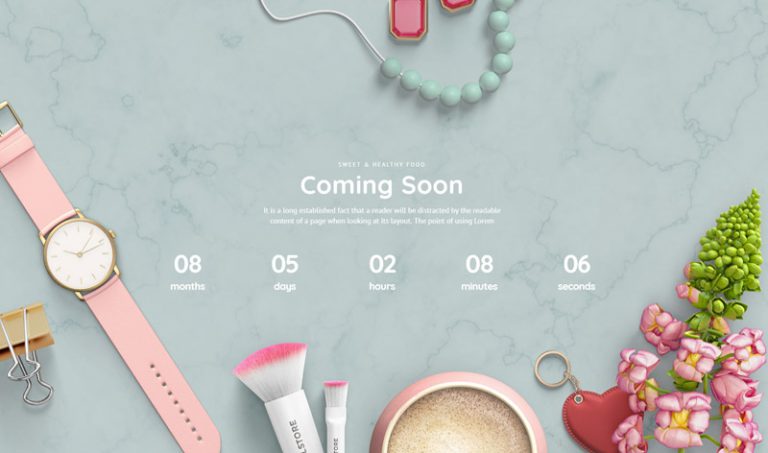 SWEET & HEALTHY FOOD
Coming Soon
It is a long established fact that a reader will be distracted by the readable
content of a page when looking at its layout. The point of using Lorem
08 05 02 08 06
months days hours minutes seconds
LSTORE
STORE